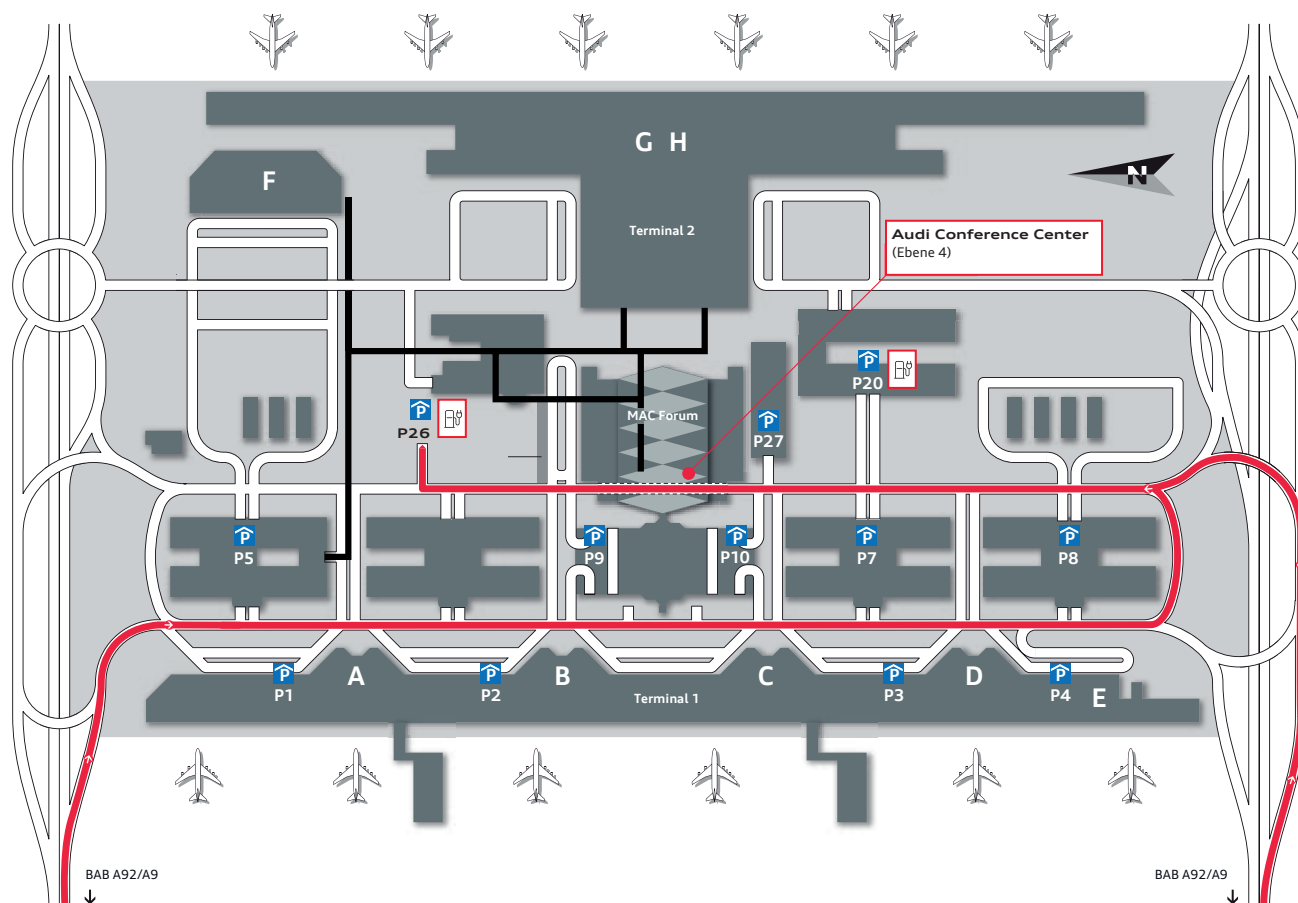 G H
F
N
Terminal 2
Audi Conference Center
(Ebene 4)
P
P20
P
P26
MAC Forum
P
P27
P
P5
P
P9
P
P10
P
P7
P
P8
A
B
C
D
E
P
P1
P
P2
Terminal 1
P
P3
P
P4
BAB A92/A9
BAB A92/A9